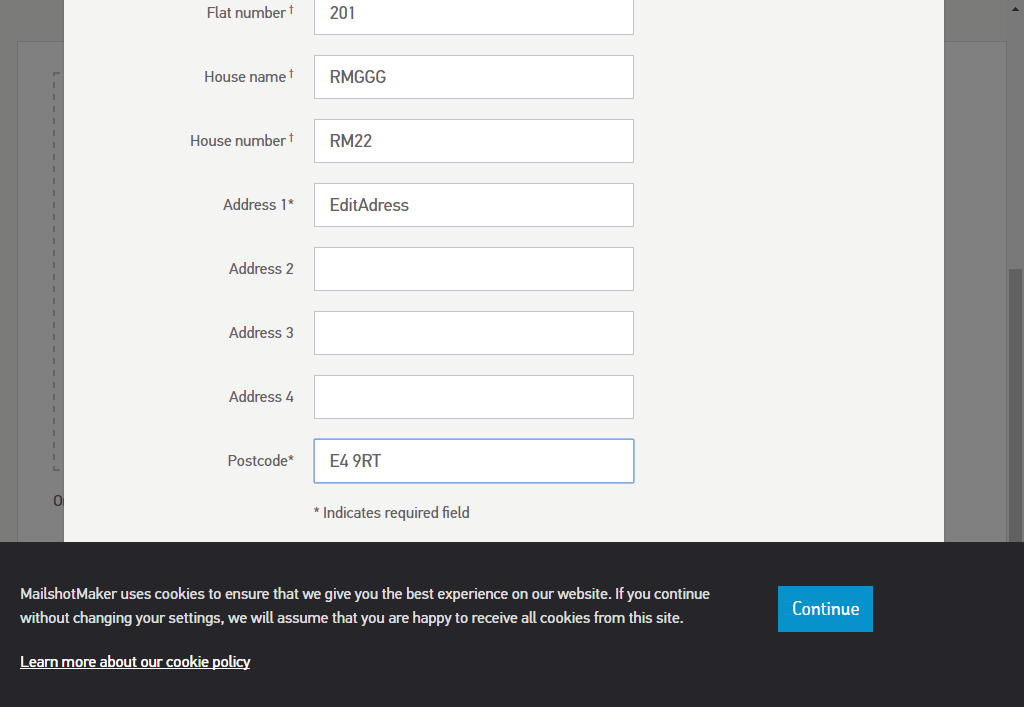 Flat number † 201
House name † RMGGG
House number † RM22
Address 1* EditAdress
Address 2
Address 3
Address 4
Postcode* E4 9RT
* Indicates required field
MailshotMaker uses cookies to ensure that we give you the best experience on our website. If you continue
without changing your settings, we will assume that you are happy to receive all cookies from this site.
Continue
Learn more about our cookie policy